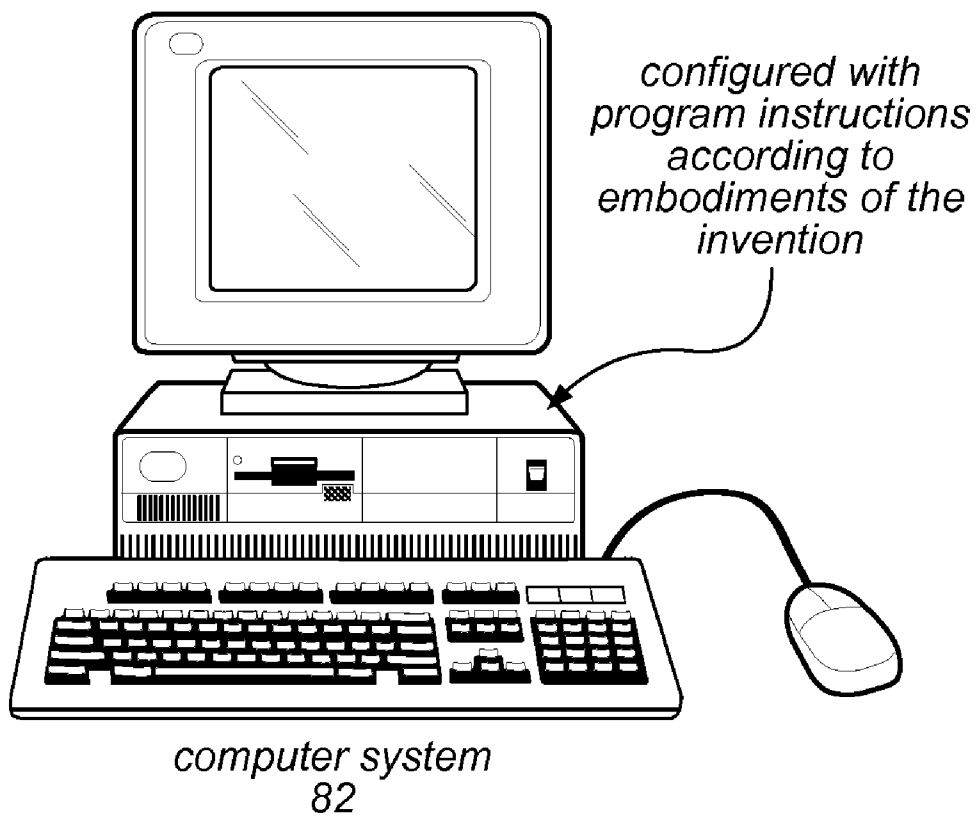 configured with
program instructions
according to
embodiments of the
invention
computer system
82